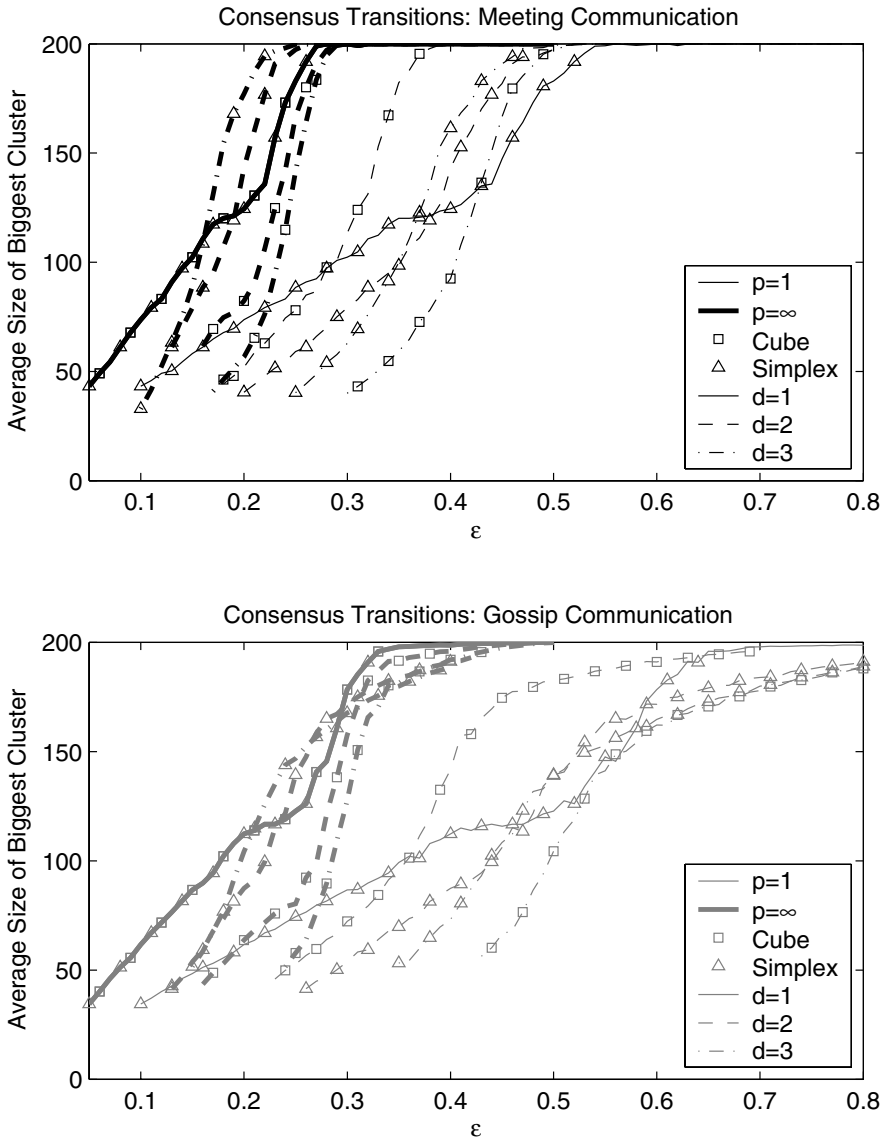 Consensus Transitions: Meeting Communication
Average Size of Biggest Cluster
200
150
100
50
0
0.1 0.2 0.3 0.4 0.5 0.6 0.7 0.8
ε
p=1
p=∞
Cube
Simplex
d=1
d=2
d=3
Consensus Transitions: Gossip Communication
Average Size of Biggest Cluster
200
150
100
50
0
0.1 0.2 0.3 0.4 0.5 0.6 0.7 0.8
ε
p=1
p=∞
Cube
Simplex
d=1
d=2
d=3